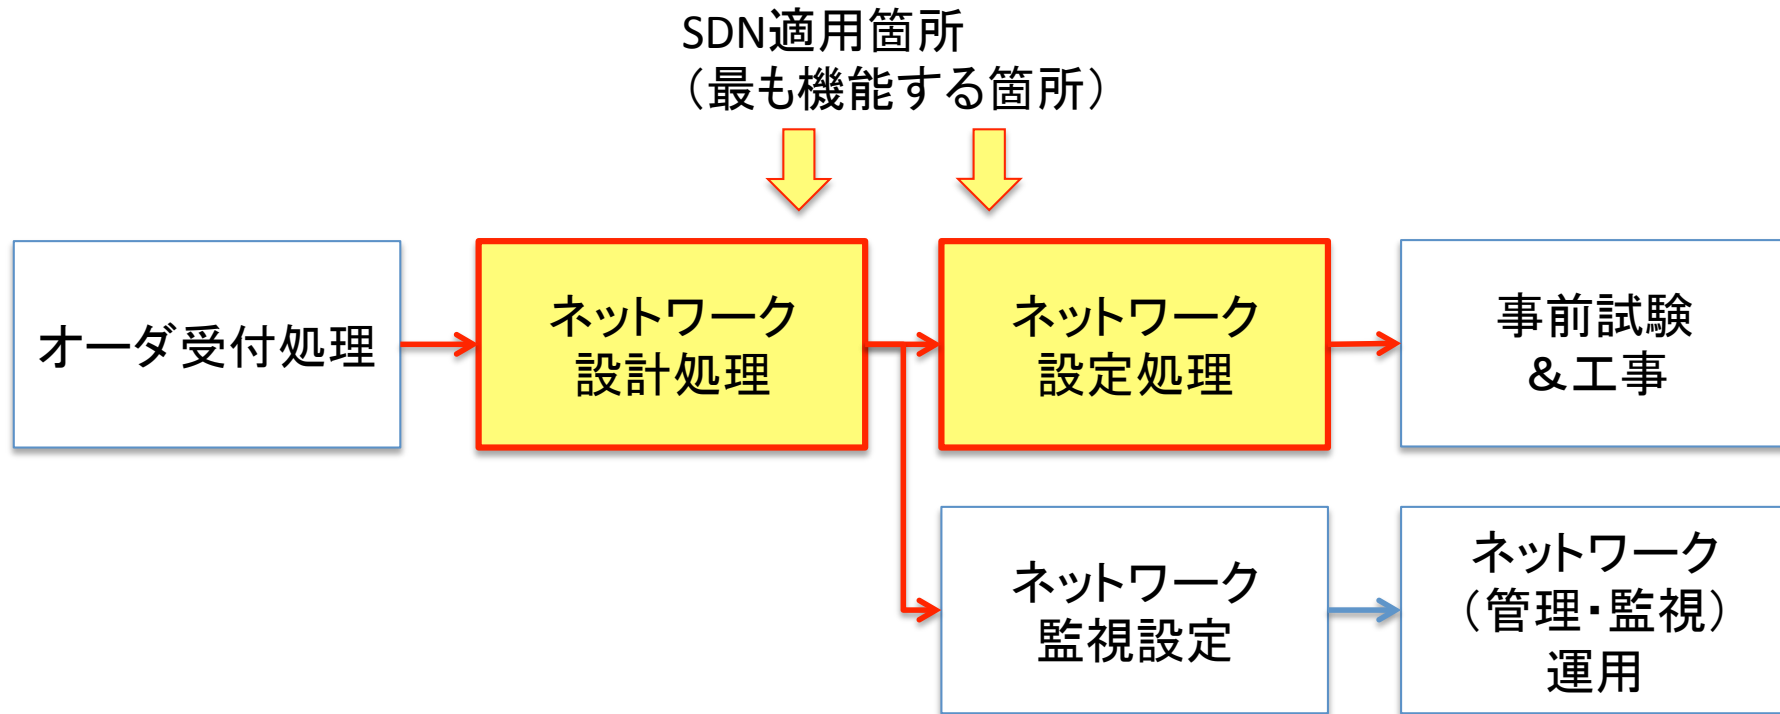 SDN適用箇所
（最も機能する箇所）
オーダ受付処理
ネットワーク
設計処理
ネットワーク
設定処理
事前試験
＆工事
ネットワーク
監視設定
ネットワーク
（管理・監視）
運用